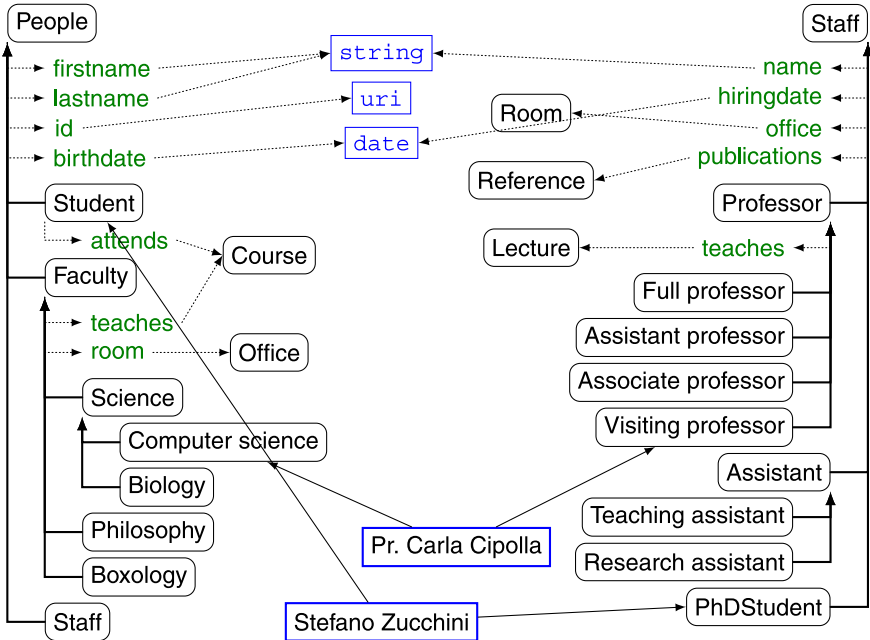 People
Staff
string
firstname
name
lastname
uri
hiringdate
Room
id
office
date
birthdate
publications
Reference
Student
Professor
attends
Course
Lecture
teaches
Faculty
Full professor
teaches
Assistant professor
room
Office
Associate professor
Science
Visiting professor
Computer science
Assistant
Biology
Teaching assistant
Philosophy
Pr. Carla Cipolla
Research assistant
Boxology
PhDStudent
Staff
Stefano Zucchini